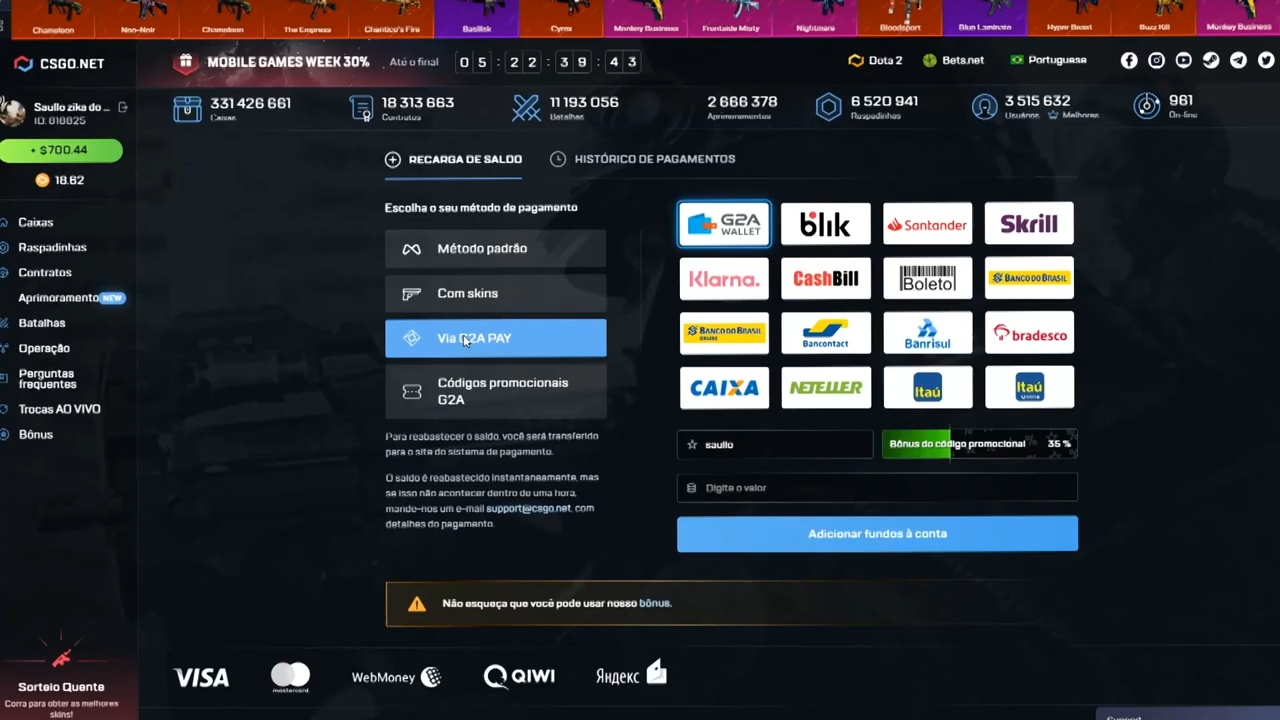 Chameleon
Neo-Noir
Chameleon
The Empress
Chantico's Fire
Basilisk
Cyrex
Monkey Business
Frontside Misty
Nightmare
Bloodsport
Blue Laminate
Hyper Beast
Buzz Kill
Monkey Business
CSGO.NET
MOBILE GAMES WEEK 30%
Até o final
05:22:39:43
Dota 2
Bets.net
Portuguese
Saullo zika do ...
ID: 818825
331 426 661
Caixas
18 313 663
Contratos
11 193 056
Batalhas
2 666 378
Aprimoramentos
6 520 941
Raspadinhas
3 515 632
Usuários
Melhores
961
On-line
+ $700.44
18.82
Caixas
Raspadinhas
Contratos
Aprimoramento NEW
Batalhas
Operação
Perguntas
frequentes
Trocas AO VIVO
Bônus
Sorteio Quente
Corra para obter as melhores
skins!
RECARGA DE SALDO
HISTÓRICO DE PAGAMENTOS
Escolha o seu método de pagamento
Método padrão
Com skins
Via G2A PAY
Códigos promocionais
G2A
Para reabastecer o saldo, você será transferido
para o site do sistema de pagamento.
O saldo é reabastecido instantaneamente, mas
se isso não acontecer dentro de uma hora,
mande-nos um e-mail support@csgo.net, com
detalhes do pagamento.
G2A
WALLET
blik
Santander
Skrill
Klarna.
CashBill
Boleto
BANCO DO BRASIL
BANCO DO BRASIL
ONLINE
Bancontact
Banrisul
bradesco
CAIXA
NETELLER
Itaú
Itaú
saullo
Bônus do código promocional 35 %
Digite o valor
Adicionar fundos à conta
Não esqueça que você pode usar nosso bônus.
VISA
mastercard
WebMoney
QIWI
Яндекс
Support